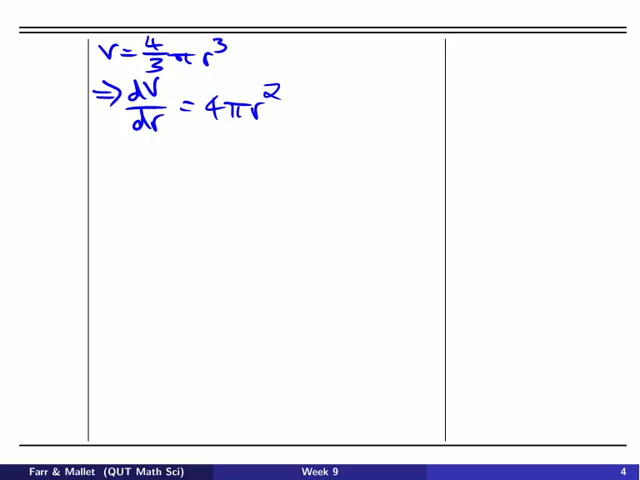 V = 4/3 π r^3
⇒ dV/dr = 4πr^2
Farr & Mallet (QUT Math Sci) Week 9 4